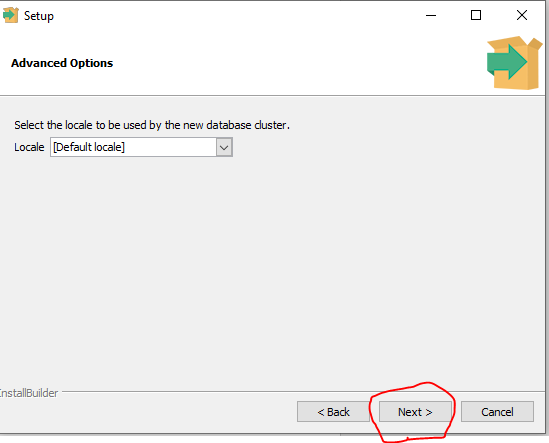 Setup
Advanced Options
Select the locale to be used by the new database cluster.
Locale [Default locale]
InstallBuilder
< Back Next > Cancel